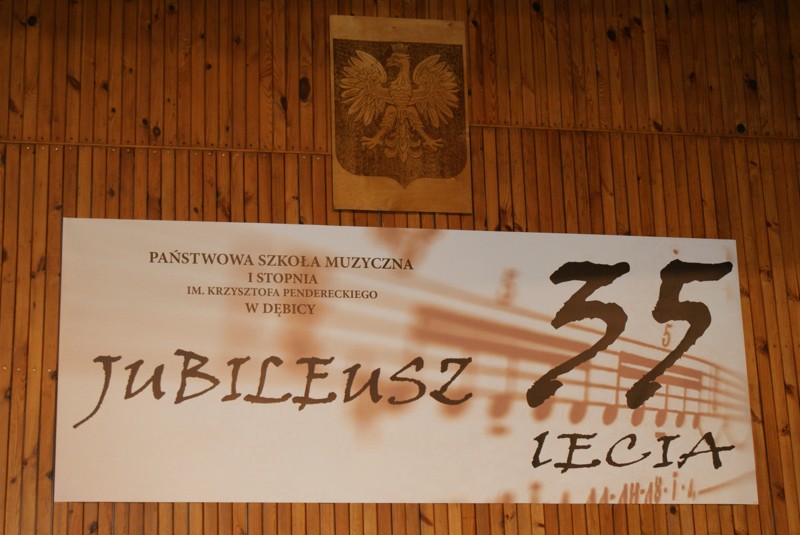 PAŃSTWOWA SZKOŁA MUZYCZNA
I STOPNIA
IM. KRZYSZTOFA PENDERECKIEGO
W DĘBICY
JUBILEUSZ 35
LECIA